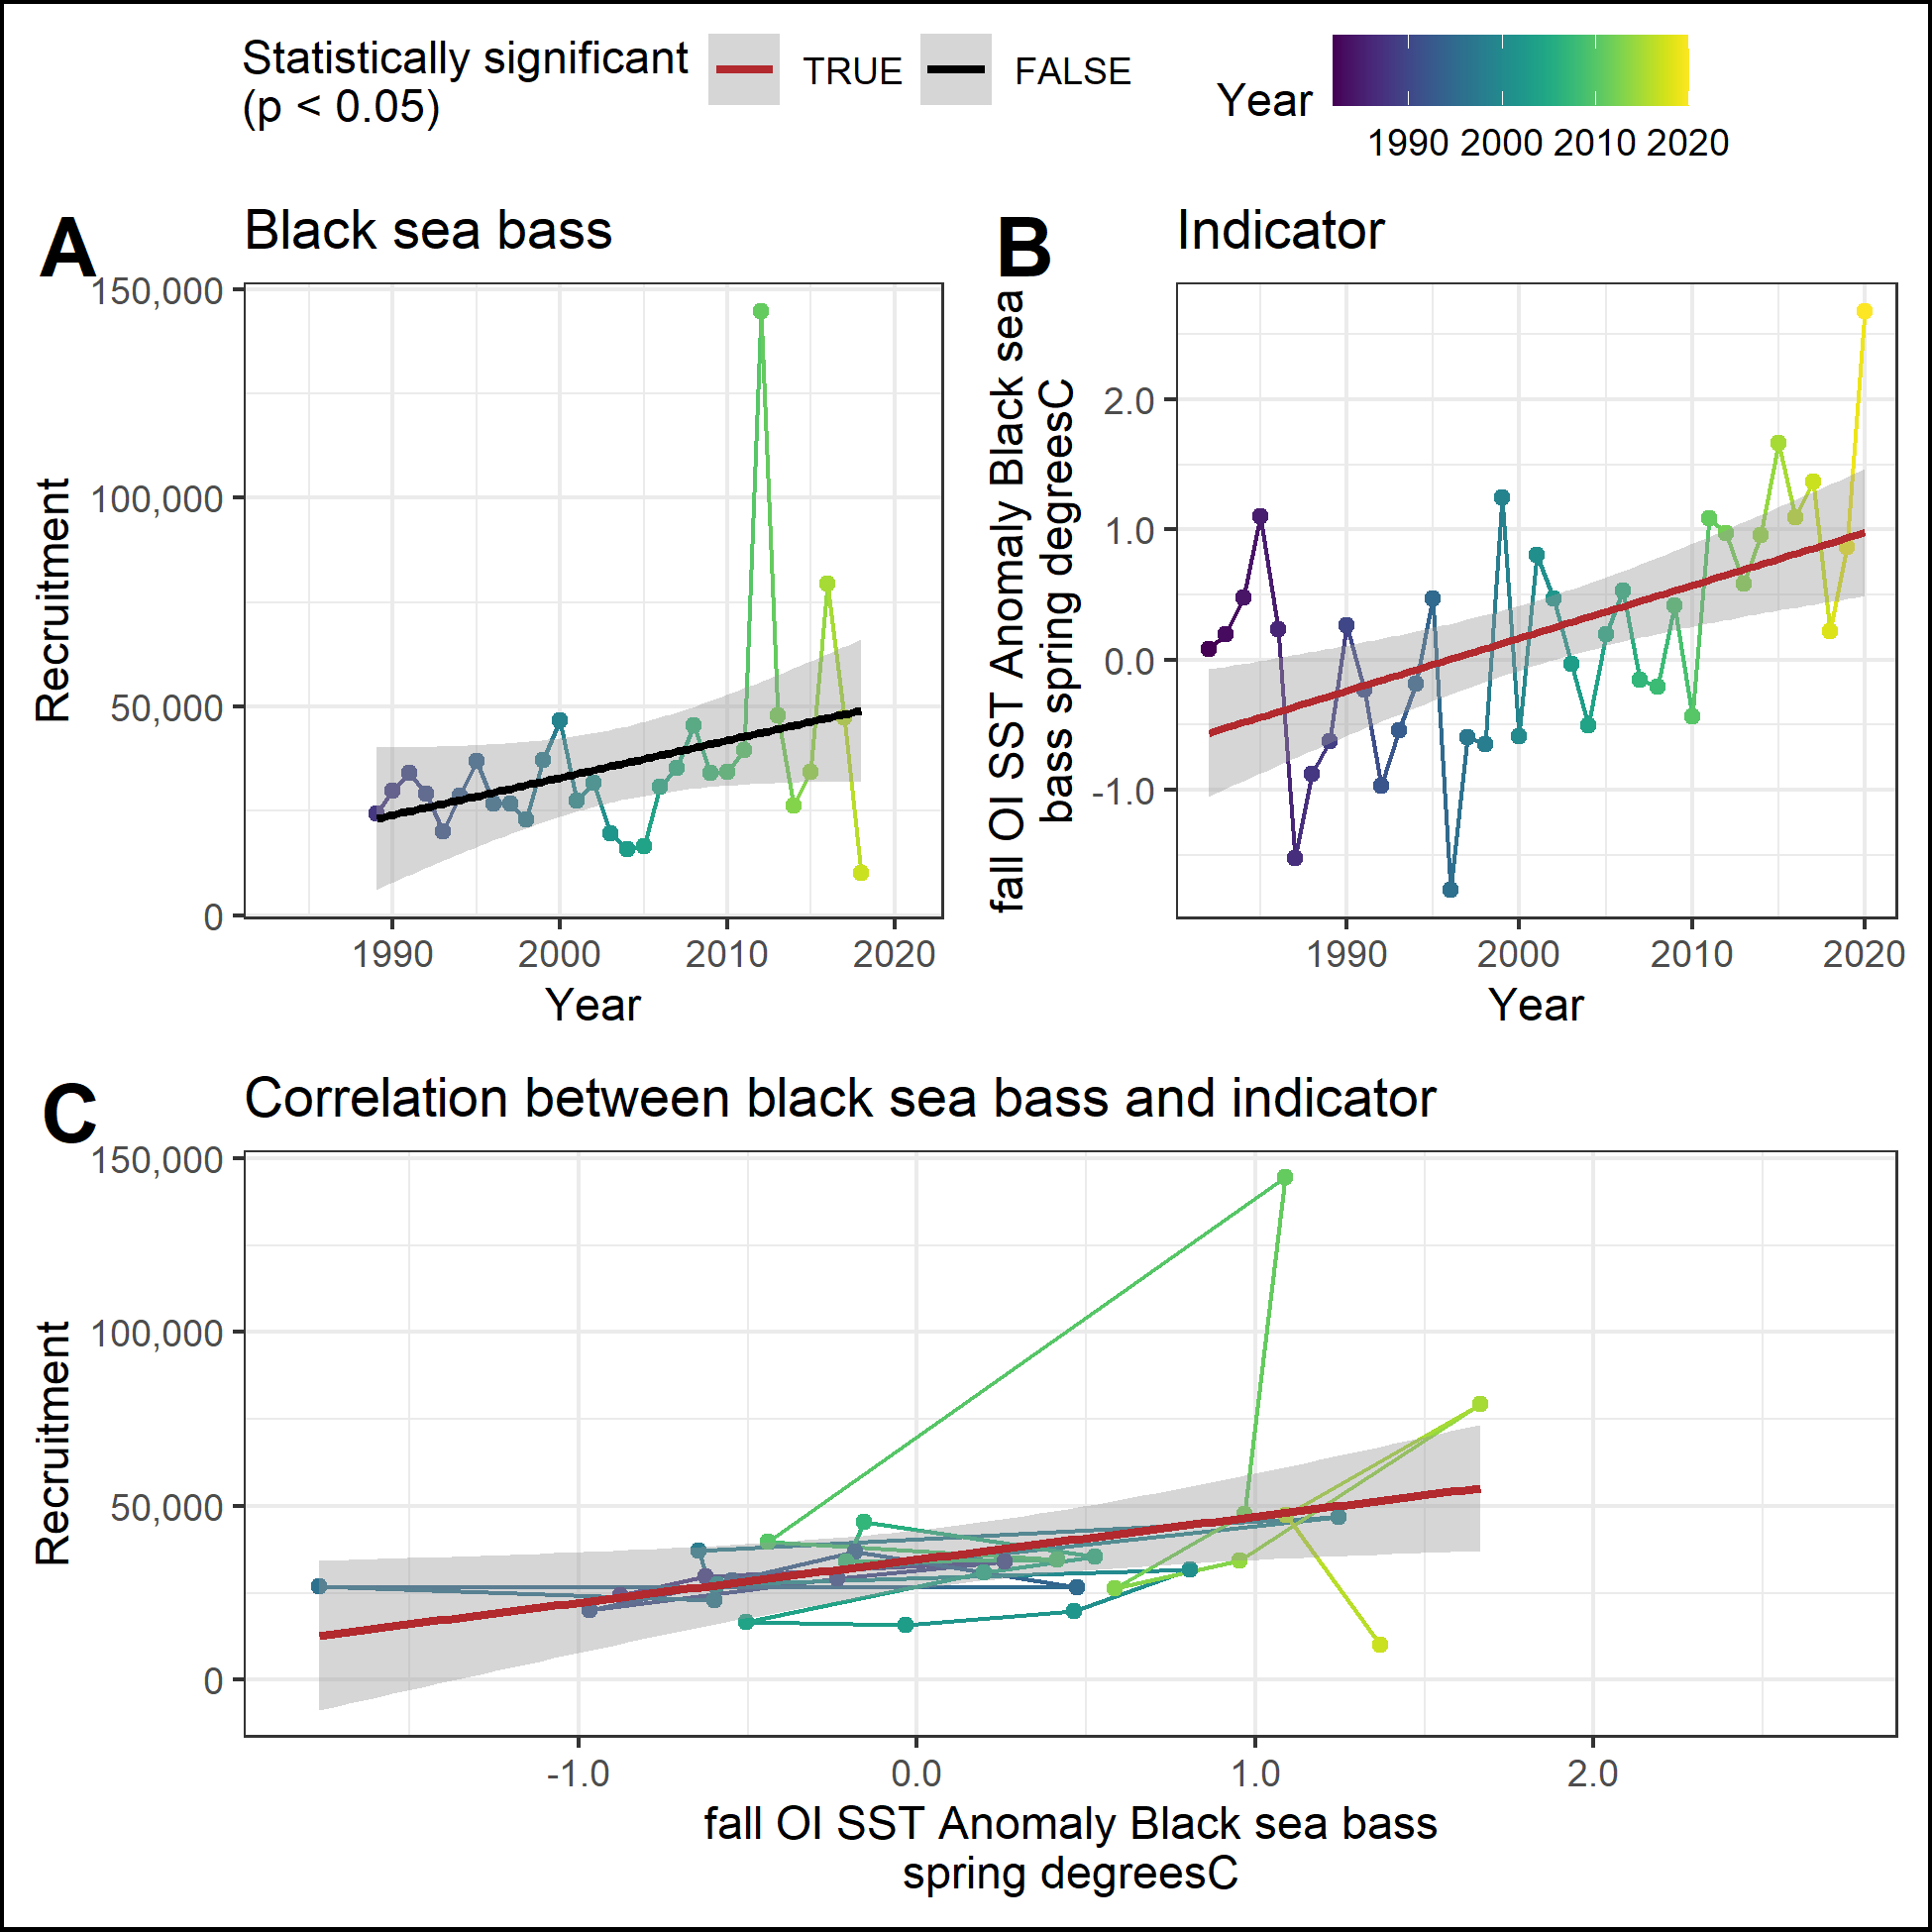 Statistically significant
(p < 0.05)
TRUE
FALSE
Year
1990 2000 2010 2020
A
Black sea bass
150,000
100,000
50,000
0
Recruitment
1990 2000 2010 2020
Year
B
Indicator
fall OI SST Anomaly Black sea
bass spring degreesC
2.0
1.0
0.0
-1.0
1990 2000 2010 2020
Year
C
Correlation between black sea bass and indicator
150,000
100,000
50,000
0
Recruitment
-1.0 0.0 1.0 2.0
fall OI SST Anomaly Black sea bass
spring degreesC